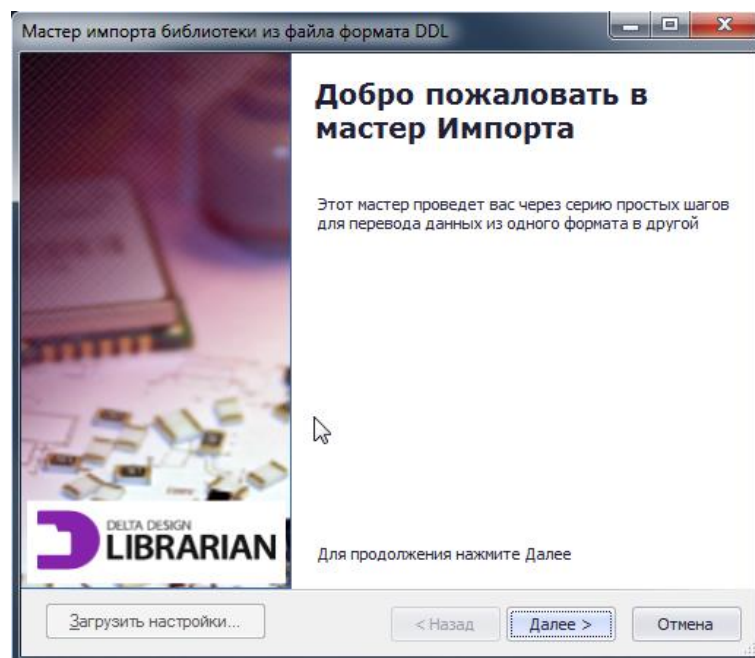 Мастер импорта библиотеки из файла формата DDL
Добро пожаловать в
мастер Импорта
Этот мастер проведет вас через серию простых шагов
для перевода данных из одного формата в другой
DELTA DESIGN
LIBRARIAN
Для продолжения нажмите Далее
Загрузить настройки...
< Назад
Далее >
Отмена